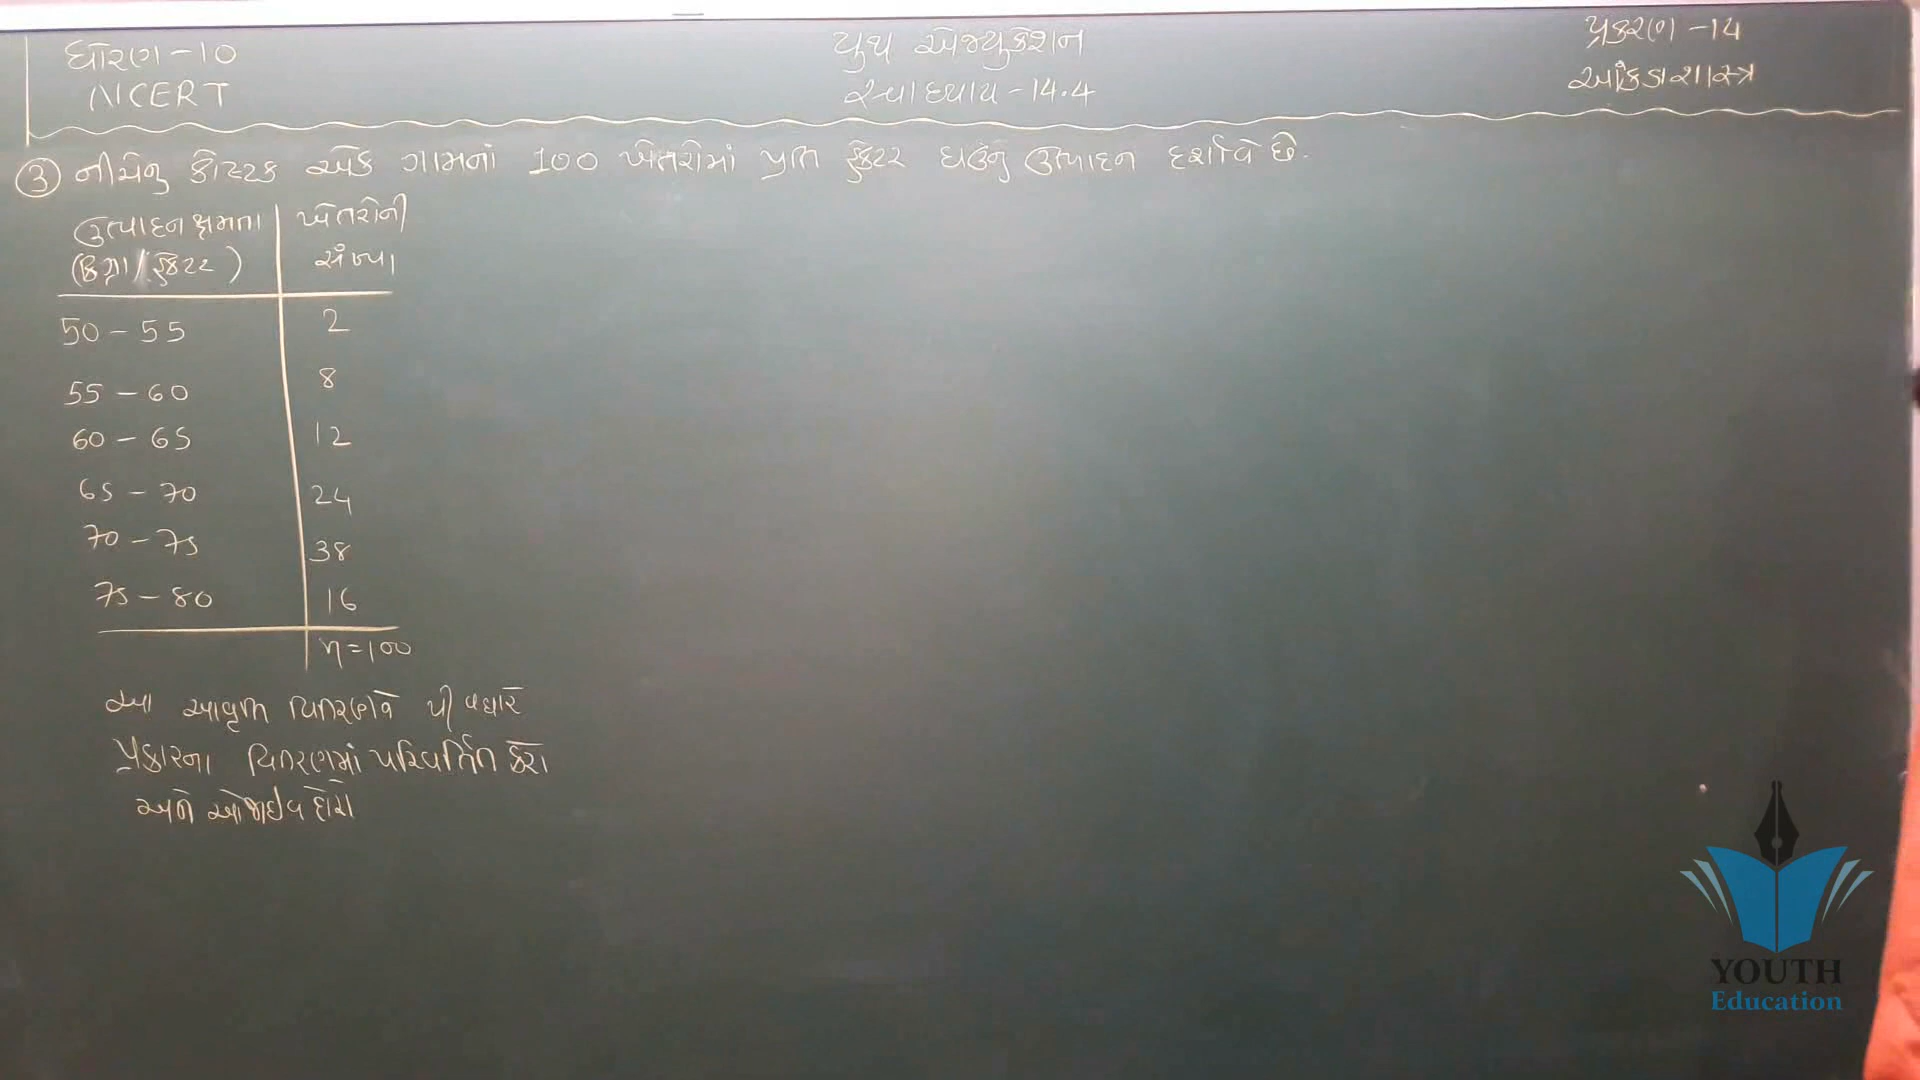 ધોરણ - 10
NCERT
યુથ એજ્યુકેશન
સ્વાધ્યાય - 14.4
પ્રકરણ - 14
આંકડાશાસ્ત્ર
③ નીચેનું કોષ્ટક એક ગામનાં 100 ખેતરોમાં પ્રતિ હેક્ટર ઘઉંનું ઉત્પાદન દર્શાવે છે.
ઉત્પાદન ક્ષમતા | ખેતરોની
(કિગ્રા/હેક્ટર) | સંખ્યા
50 - 55 | 2
55 - 60 | 8
60 - 65 | 12
65 - 70 | 24
70 - 75 | 38
75 - 80 | 16
n = 100
આ આવૃત્તિ વિતરણને થી વધારે
પ્રકારના વિતરણમાં પરિવર્તિત કરો
અને ઓજાઈવ દોરો
YOUTH
Education